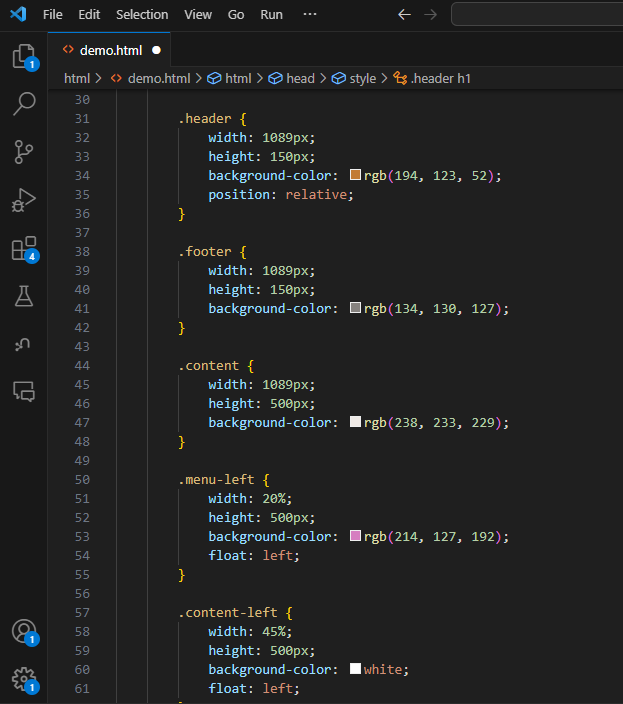 File Edit Selection View Go Run ···
demo.html
html > demo.html > html > head > style > .header h1
30
31 .header {
32 width: 1089px;
33 height: 150px;
34 background-color: rgb(194, 123, 52);
35 position: relative;
36 }
37
38 .footer {
39 width: 1089px;
40 height: 150px;
41 background-color: rgb(134, 130, 127);
42 }
43
44 .content {
45 width: 1089px;
46 height: 500px;
47 background-color: rgb(238, 233, 229);
48 }
49
50 .menu-left {
51 width: 20%;
52 height: 500px;
53 background-color: rgb(214, 127, 192);
54 float: left;
55 }
56
57 .content-left {
58 width: 45%;
59 height: 500px;
60 background-color: white;
61 float: left;
1
4
1
1